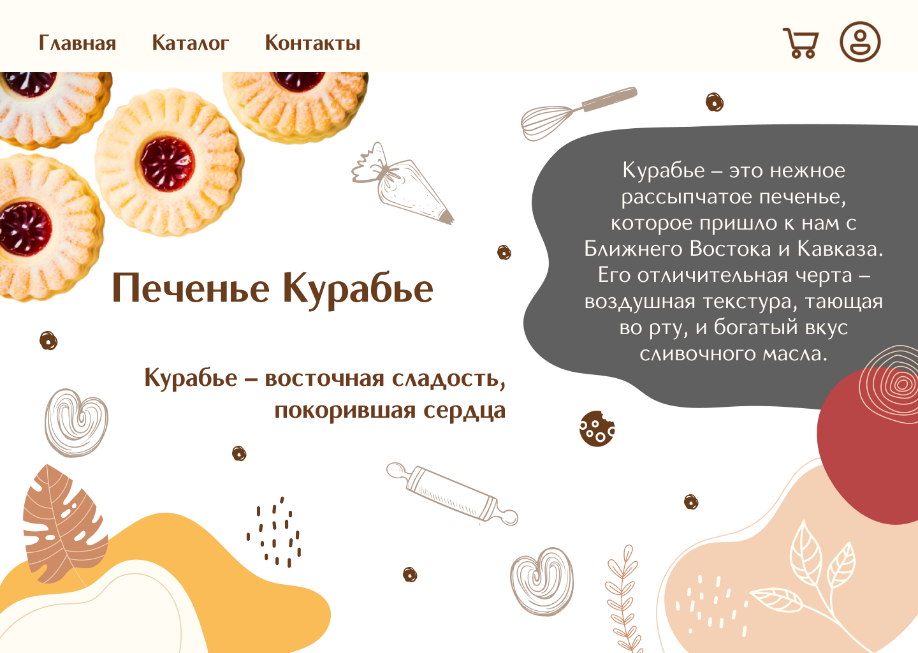 Главная Каталог Контакты
Печенье Курабье
Курабье – восточная сладость,
покорившая сердца
Курабье – это нежное
рассыпчатое печенье,
которое пришло к нам с
Ближнего Востока и Кавказа.
Его отличительная черта –
воздушная текстура, тающая
во рту, и богатый вкус
сливочного масла.